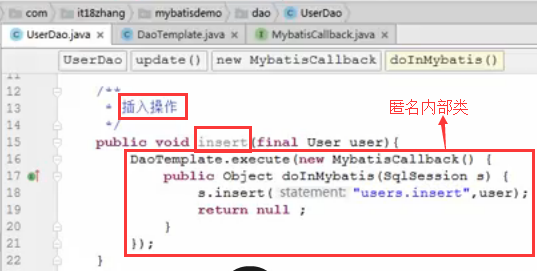 com it18zhang mybatisdemo dao UserDao
UserDao.java × DaoTemplate.java × MybatisCallback.java ×
UserDao update() new MybatisCallback doInMybatis()
12 /**
13 * 插入操作
匿名内部类
14 */
15 public void insert(final User user){
16 DaoTemplate.execute(new MybatisCallback() {
17 public Object doInMybatis(SqlSession s) {
18 s.insert( statement: "users.insert",user);
19 return null ;
20 }
21 });
22 }